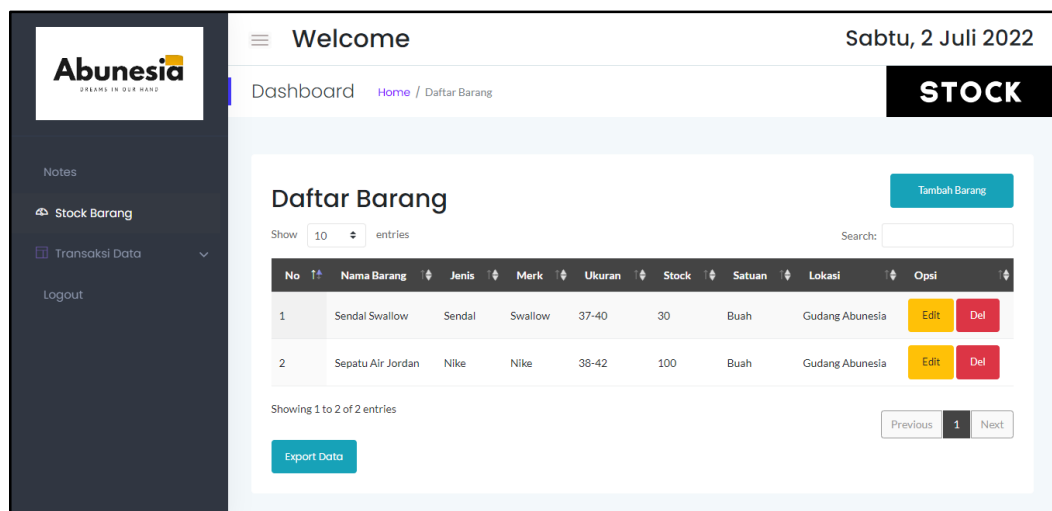 Abunesia
DREAMS IN OUR HAND
Welcome
Sabtu, 2 Juli 2022
Dashboard Home / Daftar Barang
STOCK
Notes
Stock Barang
Transaksi Data
Logout
Daftar Barang
Tambah Barang
Show 10 entries
Search:
No Nama Barang Jenis Merk Ukuran Stock Satuan Lokasi Opsi
1 Sendal Swallow Sendal Swallow 37-40 30 Buah Gudang Abunesia Edit Del
2 Sepatu Air Jordan Nike Nike 38-42 100 Buah Gudang Abunesia Edit Del
Showing 1 to 2 of 2 entries
Previous 1 Next
Export Data